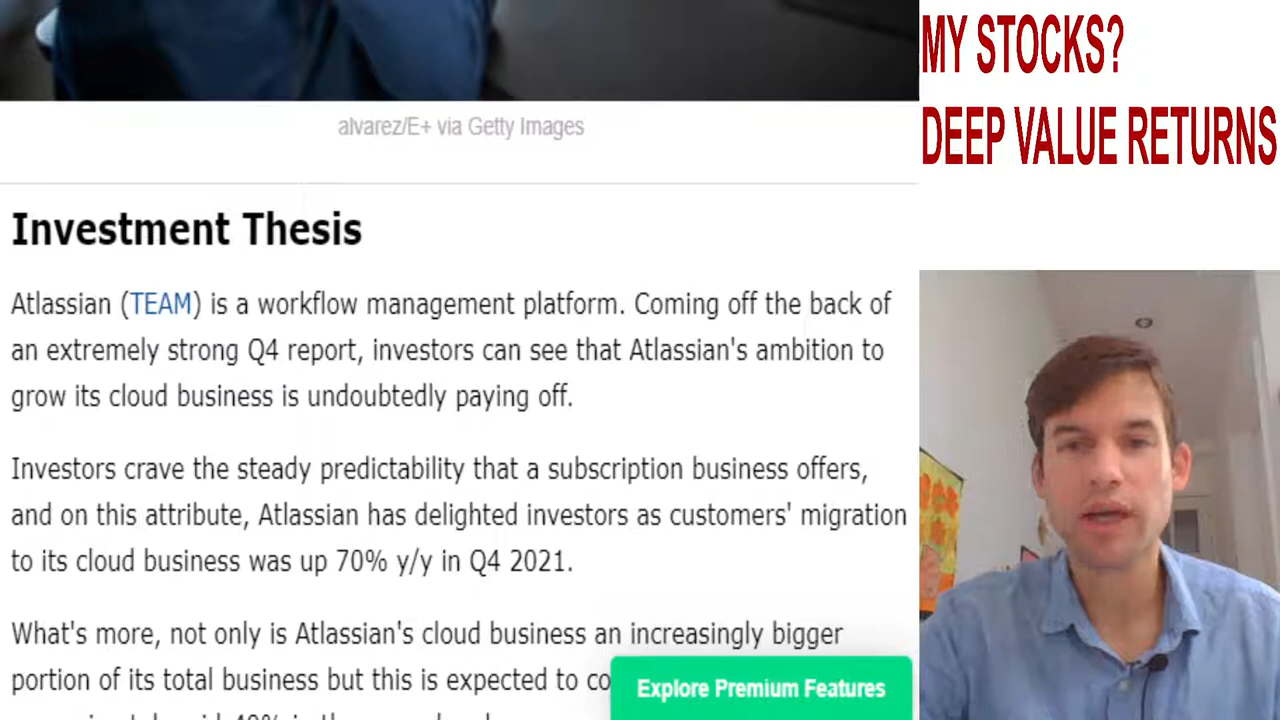 MY STOCKS?
DEEP VALUE RETURNS
alvarez/E+ via Getty Images
Investment Thesis
Atlassian (TEAM) is a workflow management platform. Coming off the back of
an extremely strong Q4 report, investors can see that Atlassian's ambition to
grow its cloud business is undoubtedly paying off.
Investors crave the steady predictability that a subscription business offers,
and on this attribute, Atlassian has delighted investors as customers' migration
to its cloud business was up 70% y/y in Q4 2021.
What's more, not only is Atlassian's cloud business an increasingly bigger
portion of its total business but this is expected to co
Explore Premium Features